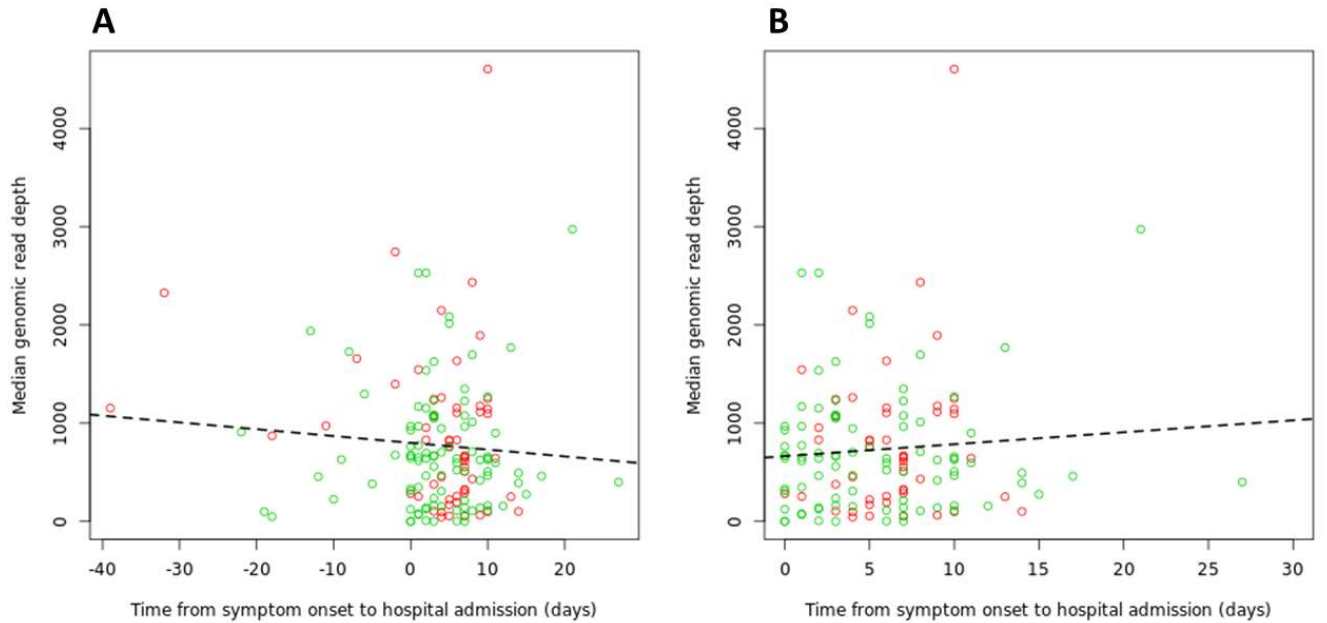 A
B
Median genomic read depth
4000
3000
2000
1000
0
-40 -30 -20 -10 0 10 20
Time from symptom onset to hospital admission (days)
Median genomic read depth
4000
3000
2000
1000
0
0 5 10 15 20 25 30
Time from symptom onset to hospital admission (days)